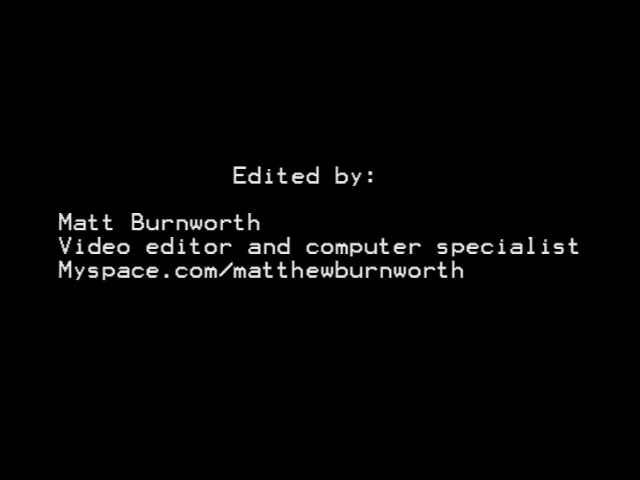 Edited by:
Matt Burnworth
Video editor and computer specialist
Myspace.com/matthewburnworth